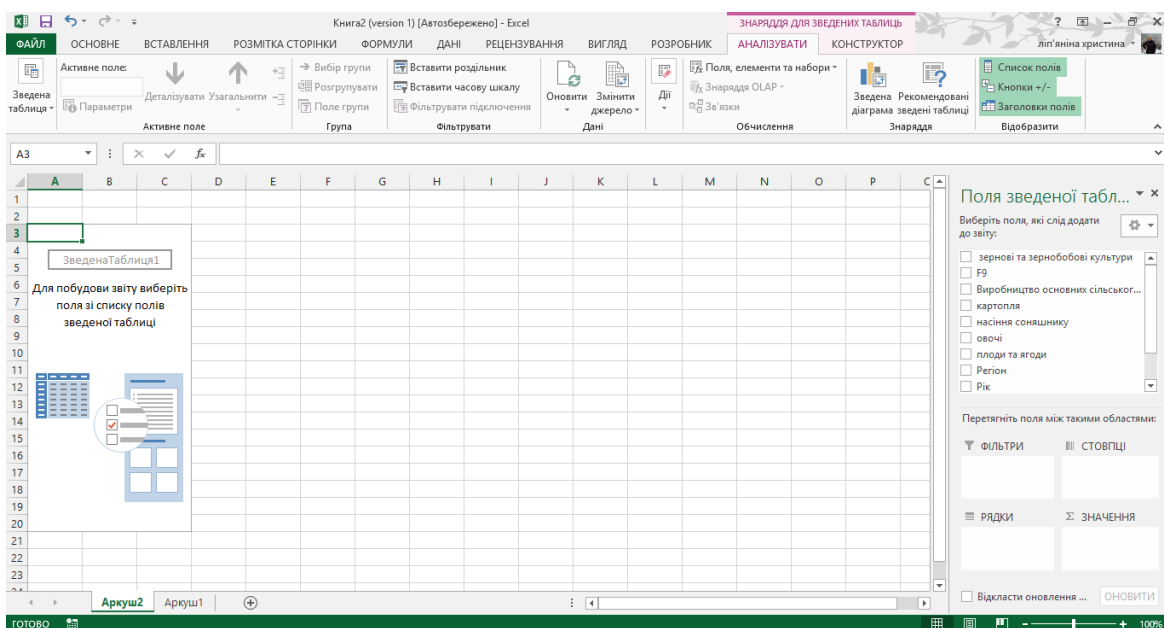 Книга2 (version 1) [Автозбережено] - Excel
ЗНАРЯДДЯ ДЛЯ ЗВЕДЕНИХ ТАБЛИЦЬ
?
ФАЙЛ ОСНОВНЕ ВСТАВЛЕННЯ РОЗМІТКА СТОРІНКИ ФОРМУЛИ ДАНІ РЕЦЕНЗУВАННЯ ВИГЛЯД РОЗРОБНИК АНАЛІЗУВАТИ КОНСТРУКТОР ліп'яніна христина
Зведена таблиця
Активне поле:
Параметри
Деталізувати Узагальнити
Активне поле
Вибір групи
Розгрупувати
Поле групи
Група
Вставити роздільник
Вставити часову шкалу
Фільтрувати підключення
Фільтрувати
Оновити Змінити джерело
Дані
Дії
Поля, елементи та набори
Знаряддя OLAP
Зв'язки
Обчислення
Зведена діаграма
Рекомендовані зведені таблиці
Знаряддя
Список полів
Кнопки +/-
Заголовки полів
Відобразити
A3 fx
A B C D E F G H I J K L M N O P
1
2
3
4
5
6
7
8
9
10
11
12
13
14
15
16
17
18
19
20
21
22
23
ЗведенаТаблиця1
Для побудови звіту виберіть
поля зі списку полів
зведеної таблиці
Поля зведеної табл...
Виберіть поля, які слід додати
до звіту:
зернові та зернобобові культури
F9
Виробництво основних сільськог...
картопля
насіння соняшнику
овочі
плоди та ягоди
Регіон
Рік
Перетягніть поля між такими областями:
ФІЛЬТРИ СТОВПЦІ
РЯДКИ Σ ЗНАЧЕННЯ
Відкласти оновлення ... ОНОВИТИ
Аркуш2 Аркуш1
ГОТОВО 100%